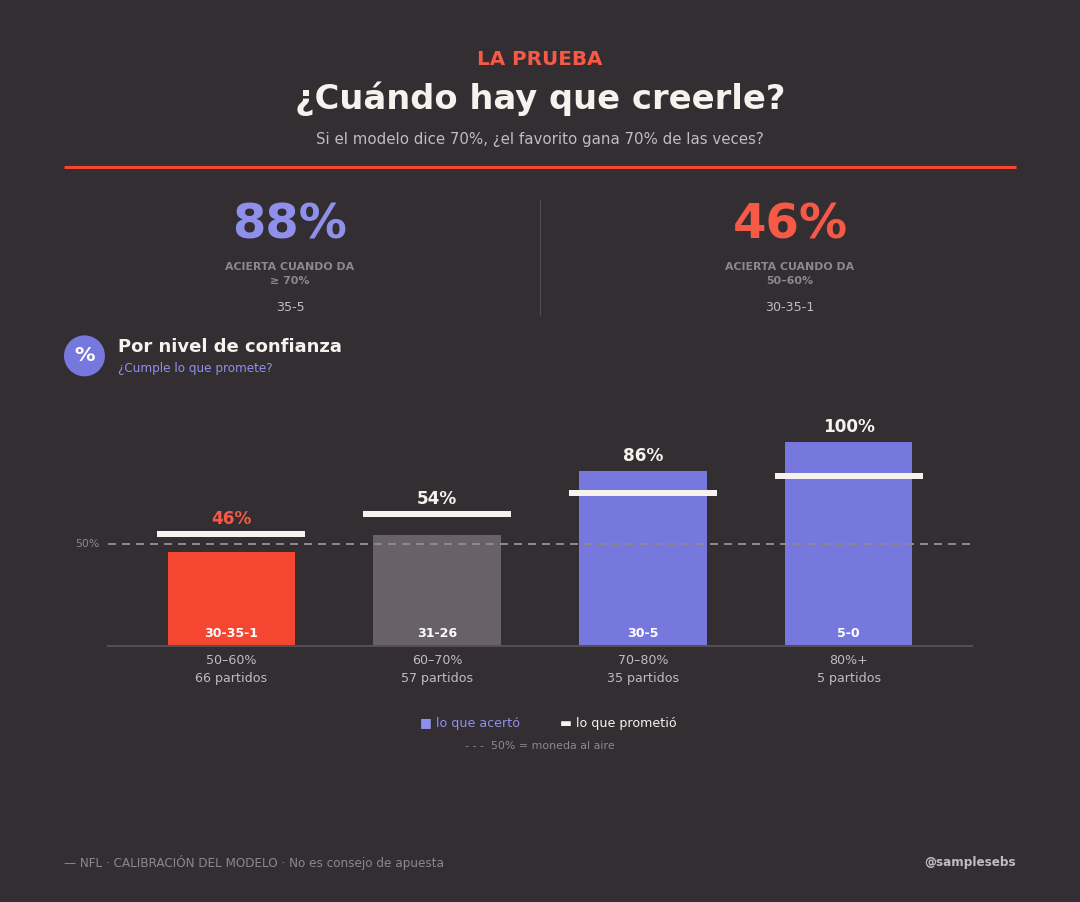 LA PRUEBA
¿Cuándo hay que creerle?
Si el modelo dice 70%, ¿el favorito gana 70% de las veces?
88%
ACIERTA CUANDO DA
≥ 70%
35-5
46%
ACIERTA CUANDO DA
50–60%
30-35-1
%
Por nivel de confianza
¿Cumple lo que promete?
46%
54%
86%
100%
50%
30-35-1
31-26
30-5
5-0
50–60%
66 partidos
60–70%
57 partidos
70–80%
35 partidos
80%+
5 partidos
lo que acertó
lo que prometió
- - - 50% = moneda al aire
— NFL · CALIBRACIÓN DEL MODELO · No es consejo de apuesta
@samplesebs